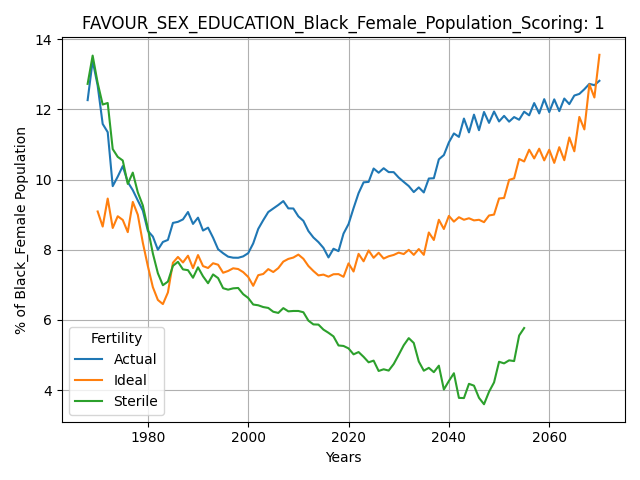 FAVOUR_SEX_EDUCATION_Black_Female_Population_Scoring: 1
14
12
10
8
6
4
% of Black_Female Population
Fertility
Actual
Ideal
Sterile
1980
2000
2020
2040
2060
Years